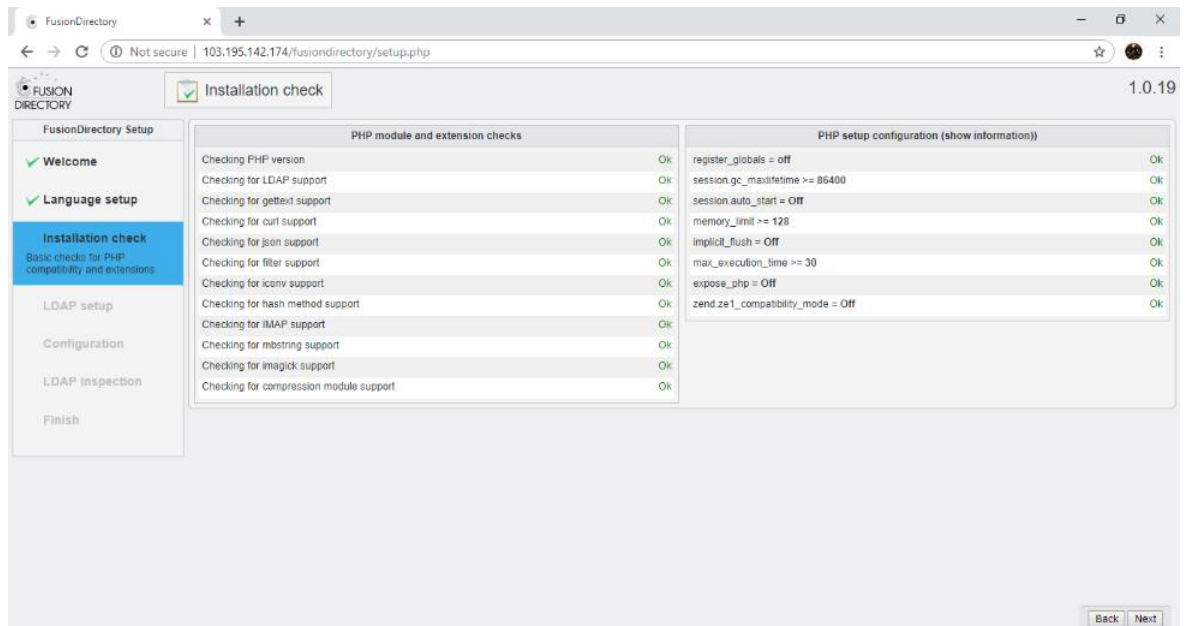 FusionDirectory
Not secure | 103.195.142.174/fusiondirectory/setup.php
FUSION
DIRECTORY
Installation check
1.0.19
FusionDirectory Setup
Welcome
Language setup
Installation check
Basic checks for PHP
compatibility and extensions
LDAP setup
Configuration
LDAP inspection
Finish
PHP module and extension checks
Checking PHP version Ok
Checking for LDAP support Ok
Checking for gettext support Ok
Checking for curl support Ok
Checking for json support Ok
Checking for filter support Ok
Checking for iconv support Ok
Checking for hash method support Ok
Checking for IMAP support Ok
Checking for mbstring support Ok
Checking for imagick support Ok
Checking for compression module support Ok
PHP setup configuration (show information))
register_globals = off Ok
session.gc_maxlifetime >= 86400 Ok
session.auto_start = Off Ok
memory_limit >= 128 Ok
implicit_flush = Off Ok
max_execution_time >= 30 Ok
expose_php = Off Ok
zend.ze1_compatibility_mode = Off Ok
Back Next